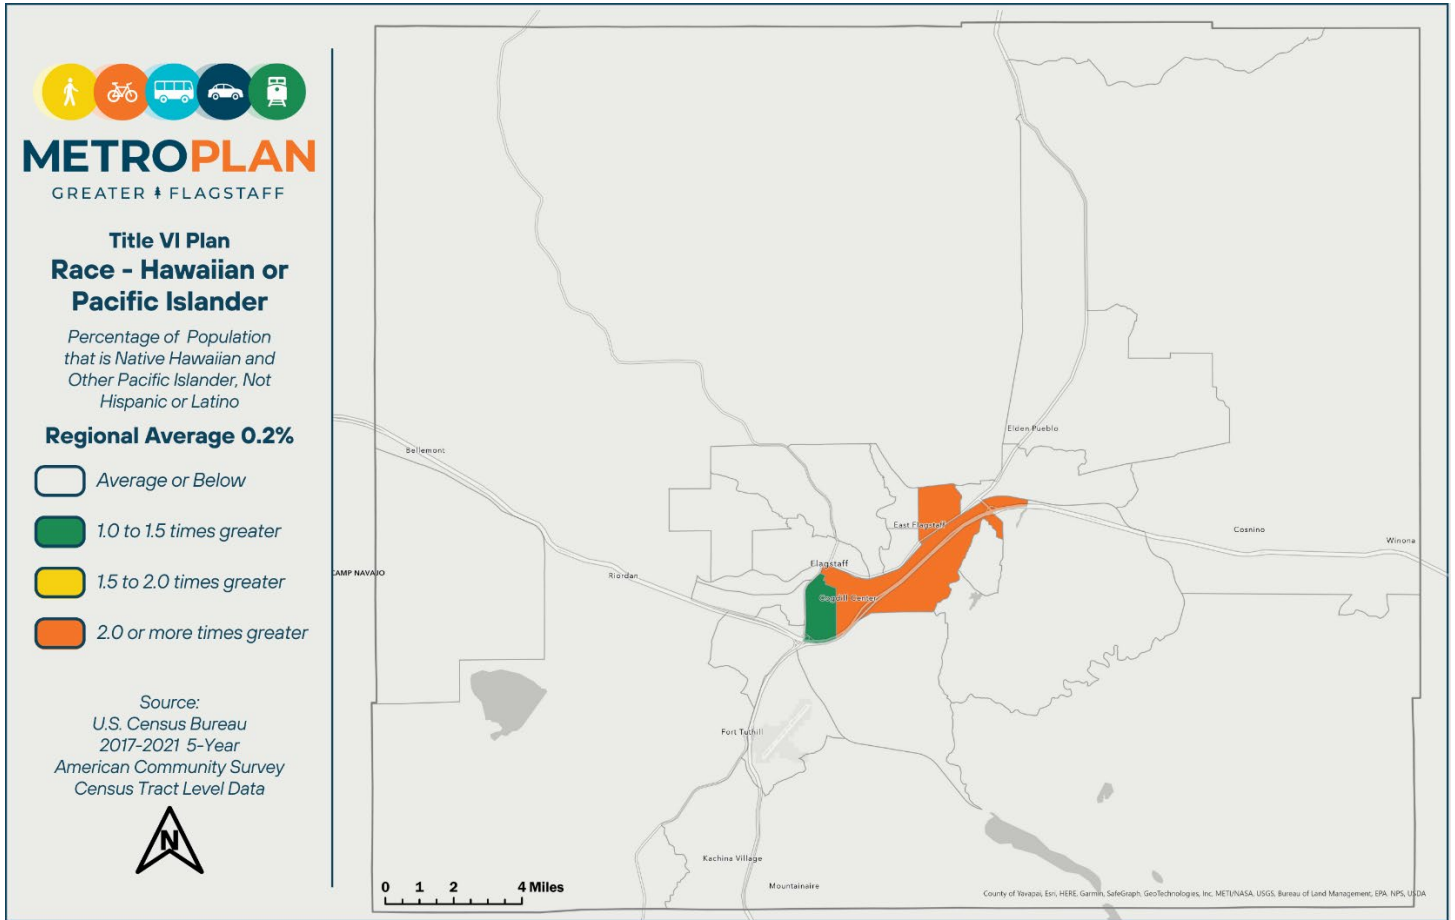 METROPLAN
GREATER FLAGSTAFF
Title VI Plan
Race - Hawaiian or
Pacific Islander
Percentage of Population
that is Native Hawaiian and
Other Pacific Islander, Not
Hispanic or Latino
Regional Average 0.2%
Average or Below
1.0 to 1.5 times greater
1.5 to 2.0 times greater
2.0 or more times greater
Source:
U.S. Census Bureau
2017-2021 5-Year
American Community Survey
Census Tract Level Data
N
Elden Pueblo
Bellemont
East Flagstaff
Cosnino
Winona
Flagstaff
CAMP NAVAJO
Riordan
Cogdill Center
Fort Tuthill
Kachina Village
Mountainaire
0 1 2 4 Miles
County of Yavapai, Esri, HERE, Garmin, SafeGraph, GeoTechnologies, Inc, METI/NASA, USGS, Bureau of Land Management, EPA, NPS, USDA